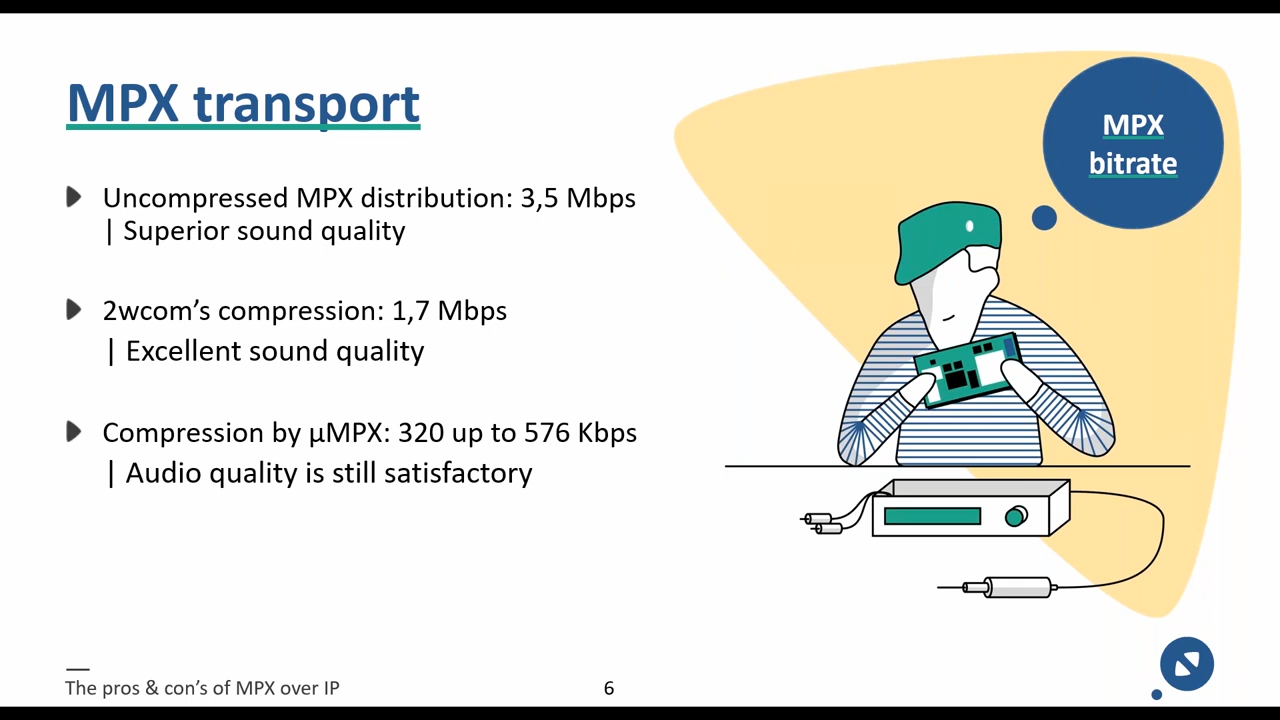 MPX transport
Uncompressed MPX distribution: 3,5 Mbps
| Superior sound quality
2wcom’s compression: 1,7 Mbps
| Excellent sound quality
Compression by µMPX: 320 up to 576 Kbps
| Audio quality is still satisfactory
MPX
bitrate
The pros & con’s of MPX over IP
6